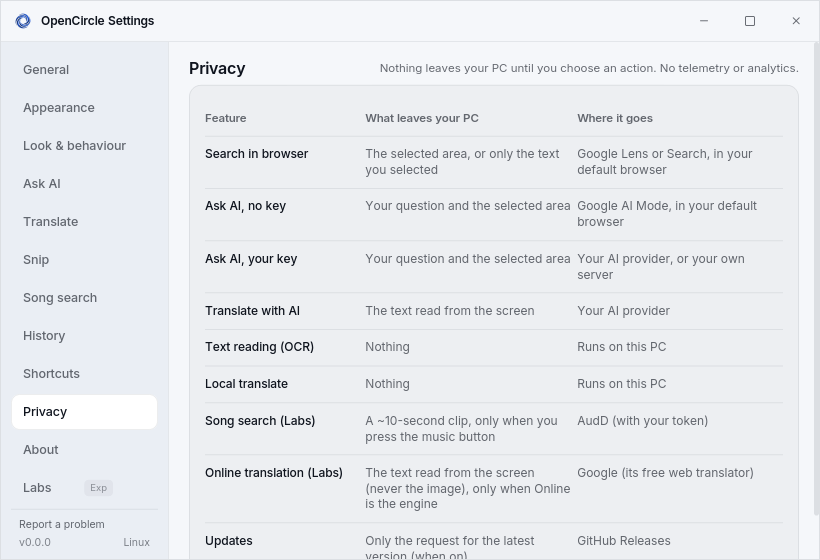 OpenCircle Settings
General
Appearance
Look & behaviour
Ask AI
Translate
Snip
Song search
History
Shortcuts
Privacy
About
Labs Exp
Report a problem
v0.0.0 Linux
Privacy
Nothing leaves your PC until you choose an action. No telemetry or analytics.
Feature What leaves your PC Where it goes
Search in browser
The selected area, or only the text
you selected
Google Lens or Search, in your
default browser
Ask AI, no key
Your question and the selected area
Google AI Mode, in your default
browser
Ask AI, your key
Your question and the selected area
Your AI provider, or your own
server
Translate with AI
The text read from the screen
Your AI provider
Text reading (OCR)
Nothing
Runs on this PC
Local translate
Nothing
Runs on this PC
Song search (Labs)
A ~10-second clip, only when you
press the music button
AudD (with your token)
Online translation (Labs)
The text read from the screen
(never the image), only when Online
is the engine
Google (its free web translator)
Updates
Only the request for the latest
version (when on)
GitHub Releases